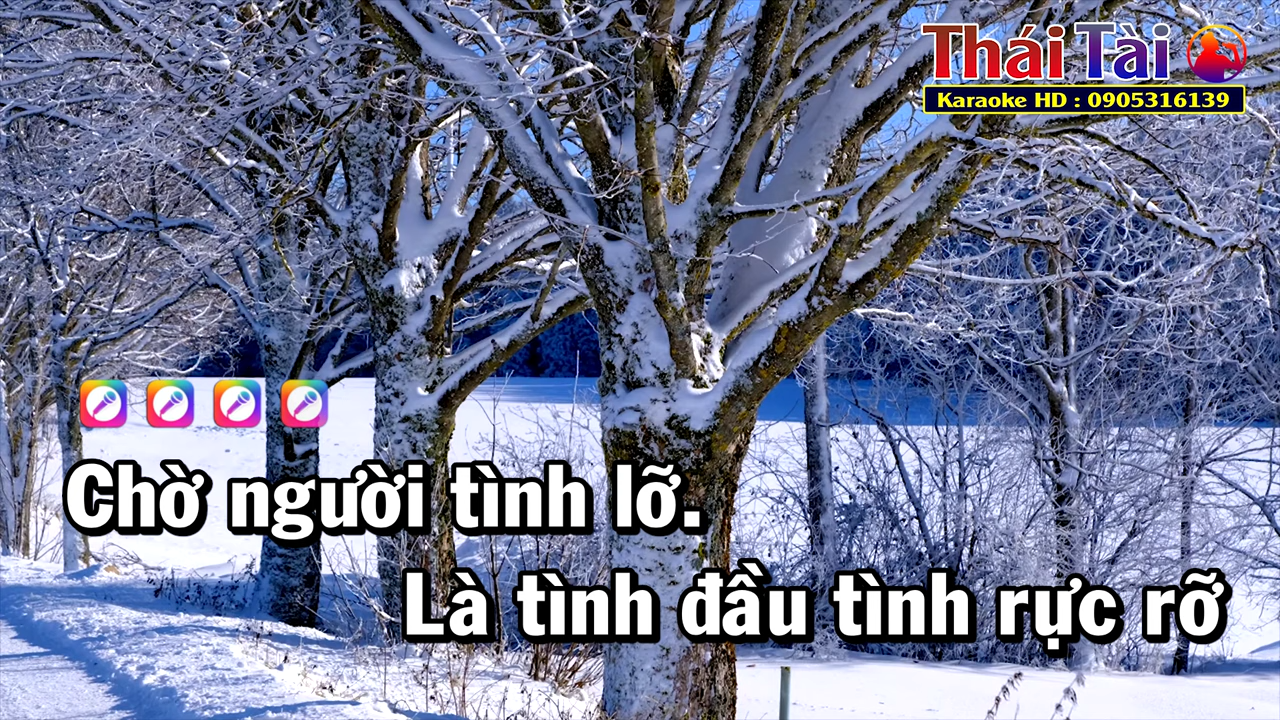 Thái Tài
Karaoke HD : 0905316139
Chờ người tình lỡ.
Là tình đầu tình rực rỡ